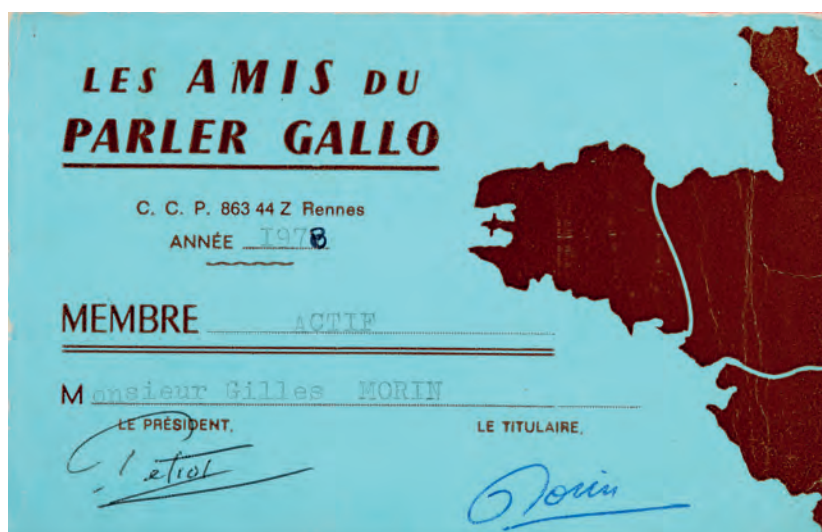 LES AMIS DU
PARLER GALLO
C. C. P. 863 44 Z Rennes
ANNÉE 1978
MEMBRE ACTIF
Monsieur Gilles MORIN
LE PRÉSIDENT, LE TITULAIRE,
Morin